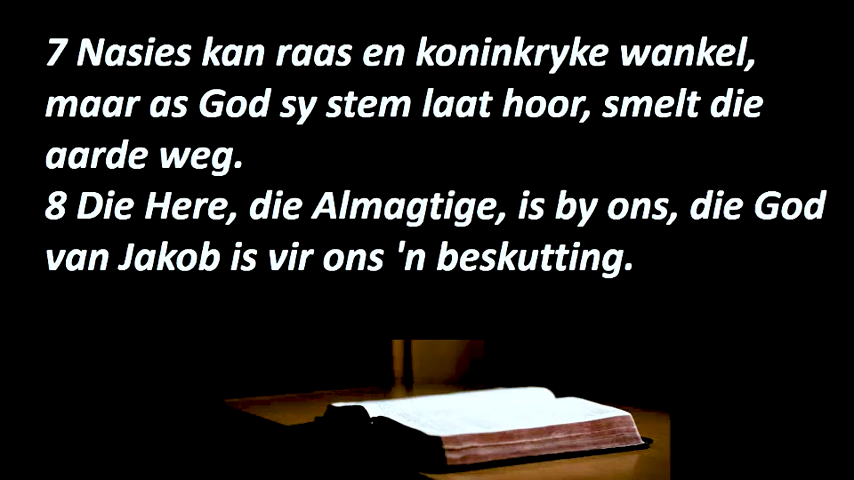 7 Nasies kan raas en koninkryke wankel,
maar as God sy stem laat hoor, smelt die
aarde weg.
8 Die Here, die Almagtige, is by ons, die God
van Jakob is vir ons 'n beskutting.